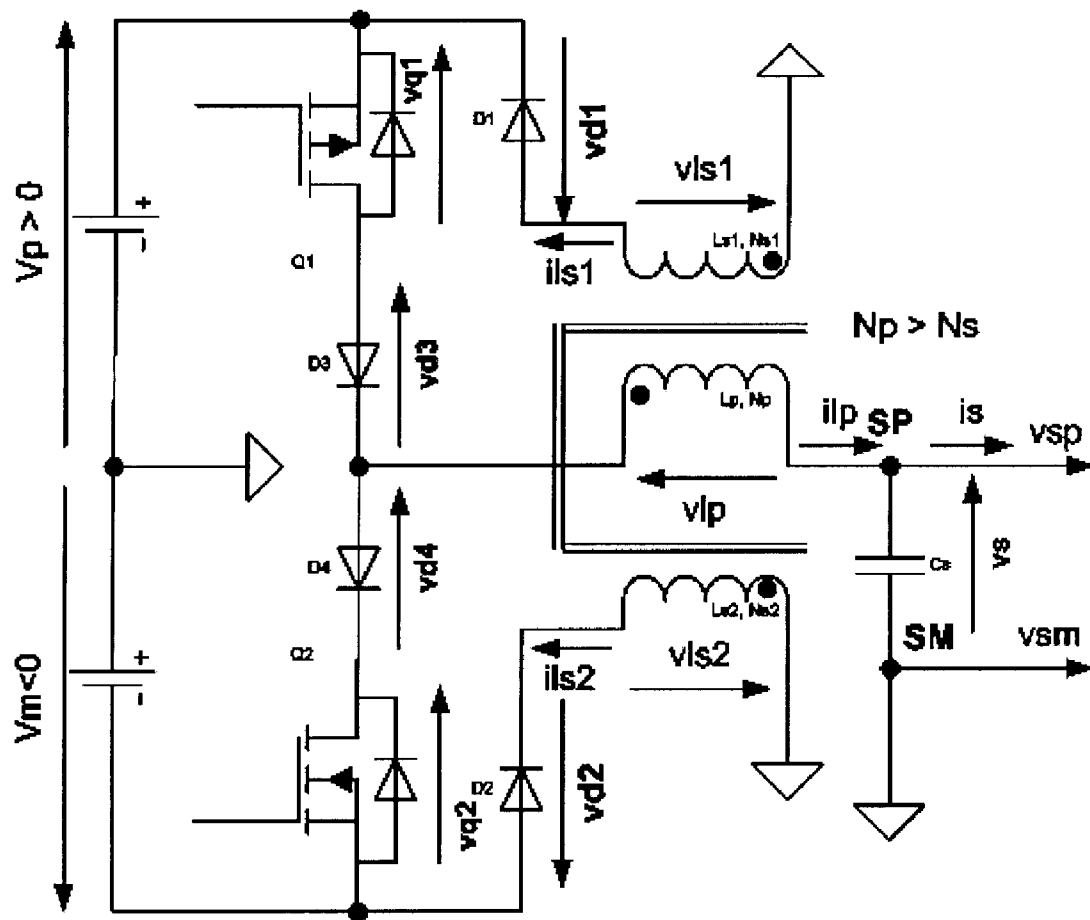 Vp > 0
+
-
vq1
Q1
D1
vd1
vls1
ils1
Ls1, Ns1
D3
vd3
Np > Ns
Lp, Np
ilp
SP
is
vsp
vlp
D4
vd4
Cs
vs
Ls2, Ns2
SM
vsm
ils2
vls2
Q2
Vm<0
+
-
vq2
D2
vd2